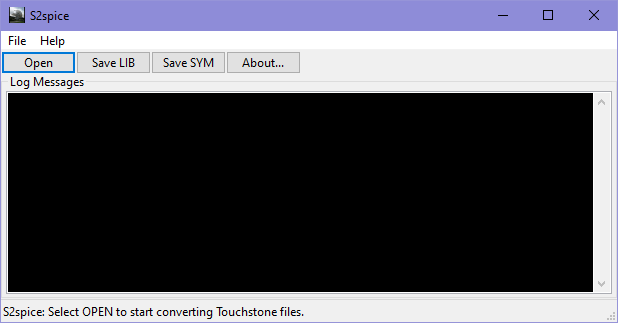 S2spice
File Help
Open Save LIB Save SYM About...
Log Messages
S2spice: Select OPEN to start converting Touchstone files.